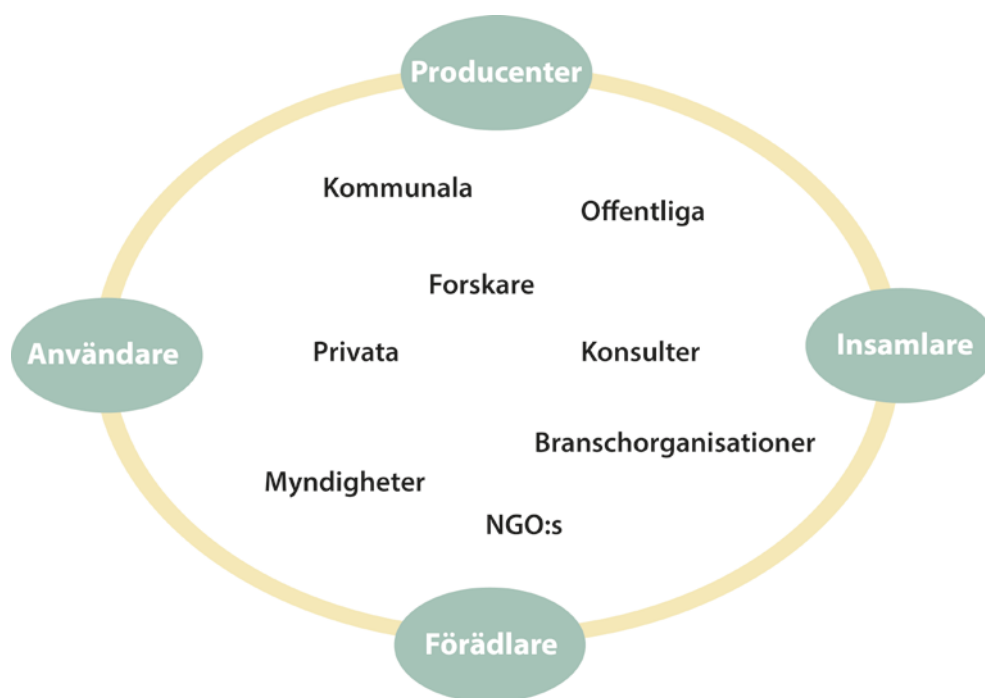 Producenter
Kommunala
Offentliga
Forskare
Användare
Privata
Konsulter
Insamlare
Branschorganisationer
Myndigheter
NGO:s
Förädlare